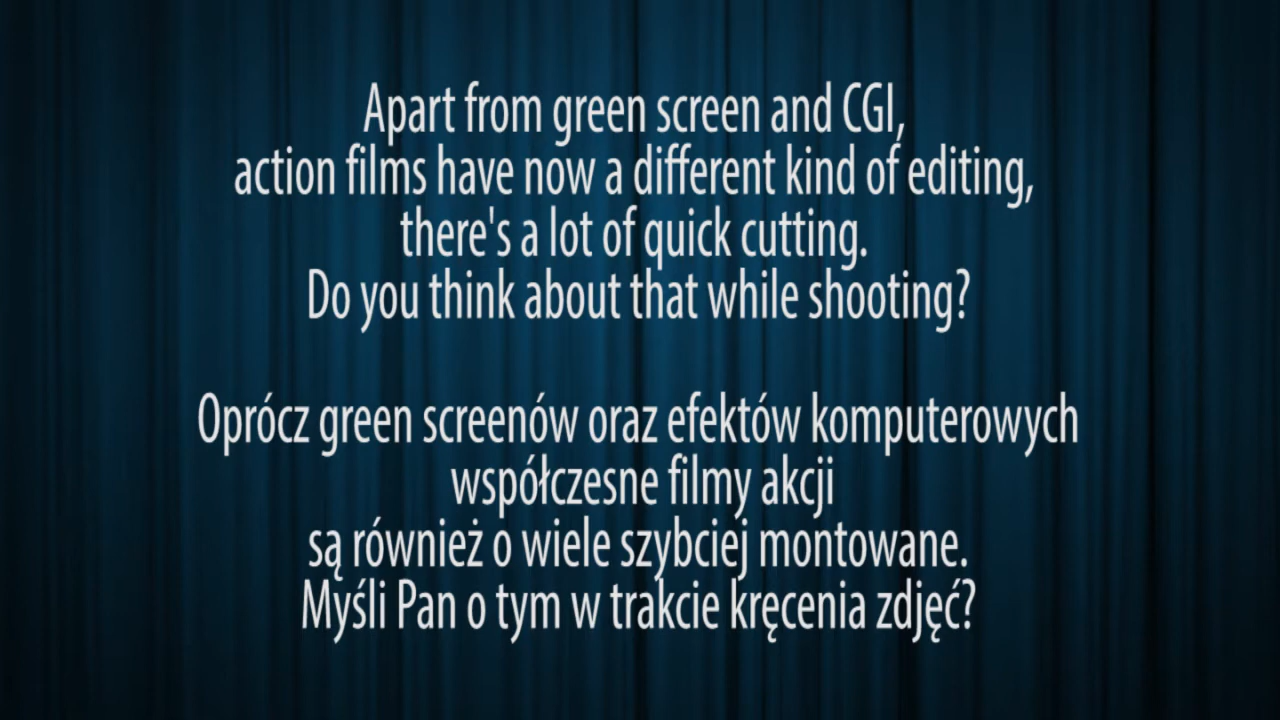 Apart from green screen and CGI,
action films have now a different kind of editing,
there's a lot of quick cutting.
Do you think about that while shooting?
Oprócz green screenów oraz efektów komputerowych
współczesne filmy akcji
są również o wiele szybciej montowane.
Myśli Pan o tym w trakcie kręcenia zdjęć?